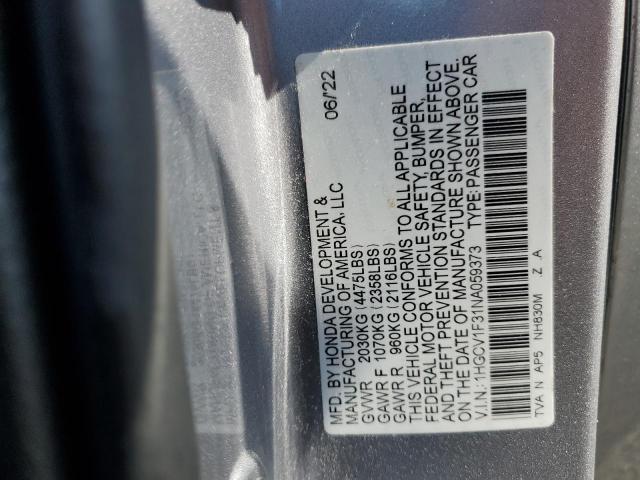 MFD. BY HONDA DEVELOPMENT & 06/'22
MANUFACTURING OF AMERICA, LLC
GVWR 2030KG (4475LBS)
GAWR F 1070KG (2358LBS)
GAWR R 960KG (2116LBS)
THIS VEHICLE CONFORMS TO ALL APPLICABLE
FEDERAL MOTOR VEHICLE SAFETY, BUMPER,
AND THEFT PREVENTION STANDARDS IN EFFECT
ON THE DATE OF MANUFACTURE SHOWN ABOVE.
V.I.N.: 1HGCV1F31NA059373 TYPE: PASSENGER CAR
TVA N AP5 NH830M Z A